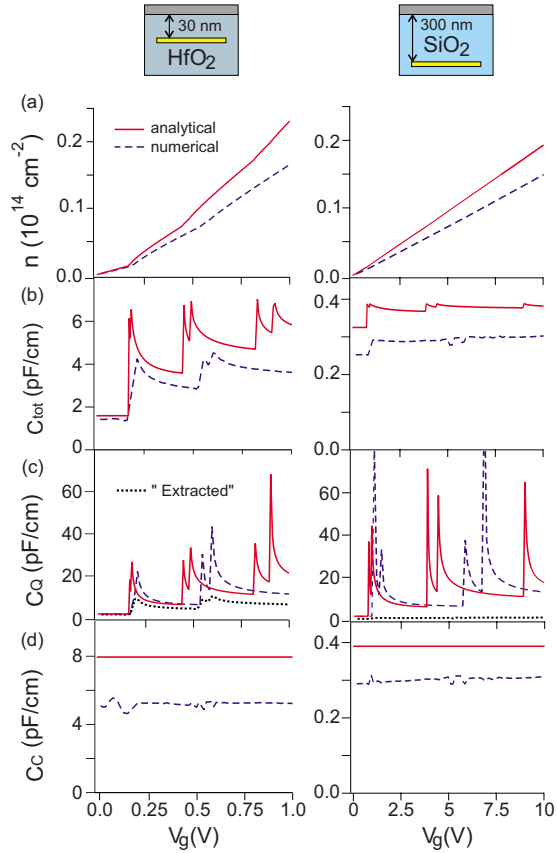 30 nm
HfO2
300 nm
SiO2
(a)
analytical
numerical
n (10^14 cm^-2)
0.2
0.1
0.0
0.2
0.1
0.0
(b)
Ctot (pF/cm)
6
4
2
0
0.4
0.3
0.0
(c)
" Extracted"
CQ (pF/cm)
60
40
20
0
60
40
20
0
(d)
CC (pF/cm)
8
4
0
0.4
0.2
0.0
0.0 0.25 0.5 0.75 1.0
Vg(V)
0 2.5 5 7.5 10
Vg(V)